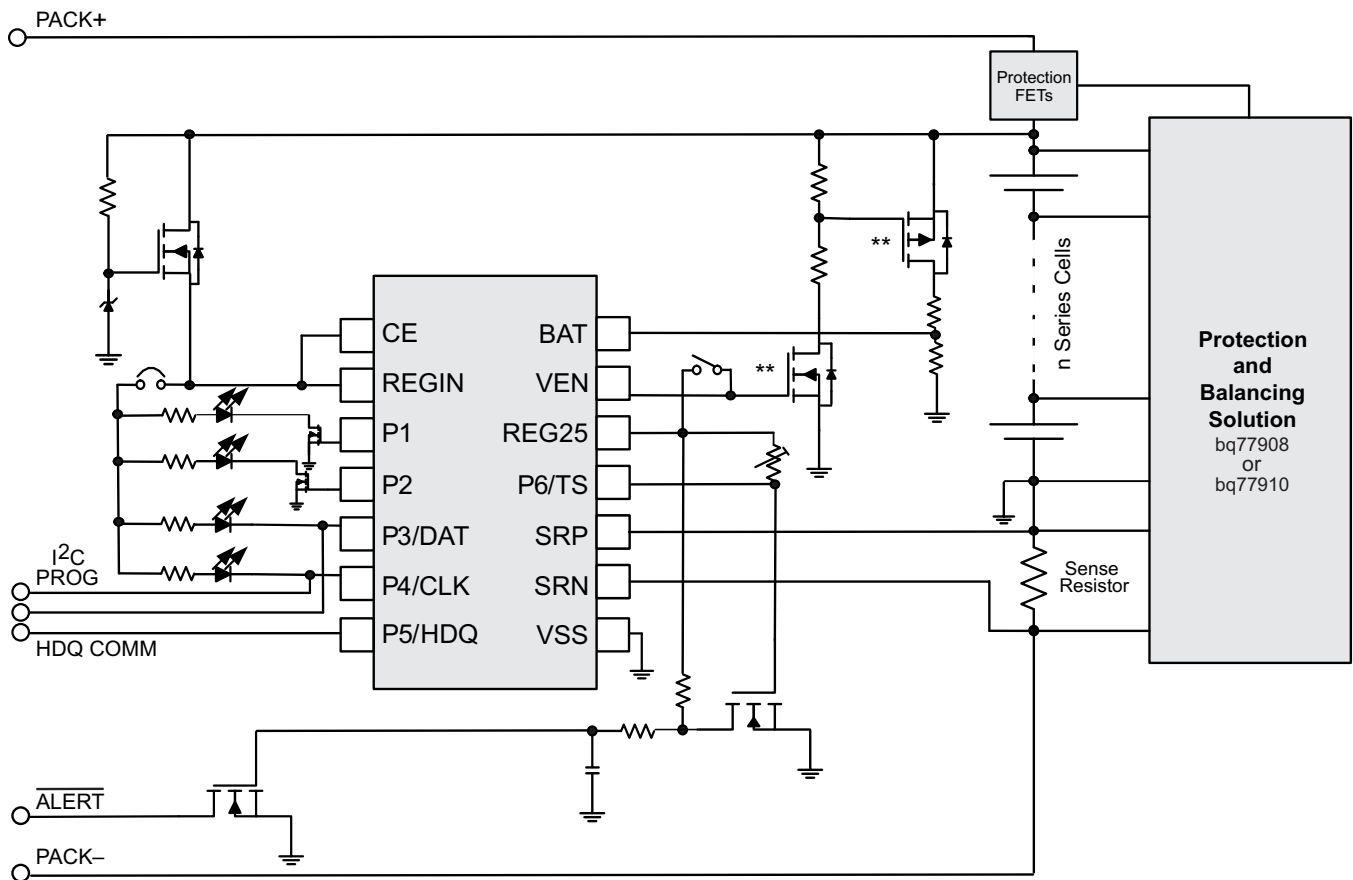 PACK+
Protection
FETs
**
n Series Cells
CE
BAT
REGIN
VEN
**
P1
REG25
P2
P6/TS
P3/DAT
SRP
P4/CLK
SRN
P5/HDQ
VSS
I2C
PROG
HDQ COMM
Sense
Resistor
Protection
and
Balancing
Solution
bq77908
or
bq77910
ALERT
PACK–